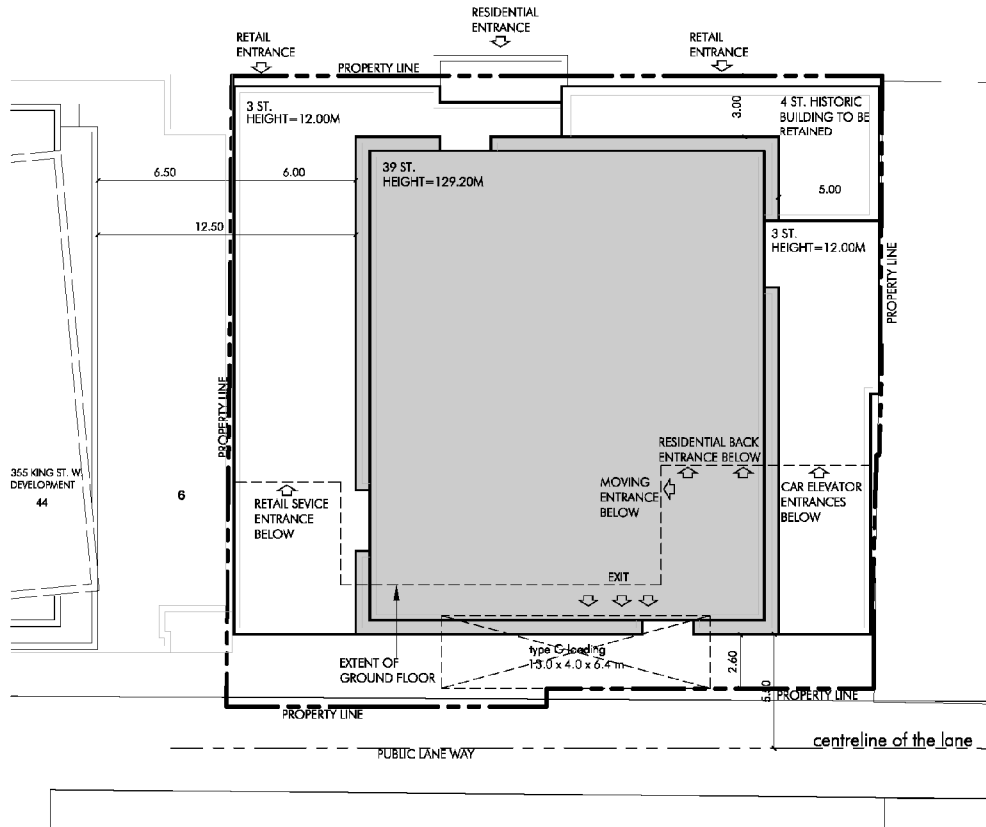 RESIDENTIAL
ENTRANCE
RETAIL
ENTRANCE
RETAIL
ENTRANCE
PROPERTY LINE
3 ST.
HEIGHT=12.00M
3.00
4 ST. HISTORIC
BUILDING TO BE
RETAINED
39 ST.
HEIGHT=129.20M
6.50
6.00
5.00
12.50
3 ST.
HEIGHT=12.00M
PROPERTY LINE
PROPERTY LINE
355 KING ST. W.
DEVELOPMENT
44
6
RESIDENTIAL BACK
ENTRANCE BELOW
MOVING
ENTRANCE
BELOW
CAR ELEVATOR
ENTRANCES
BELOW
RETAIL SEVICE
ENTRANCE
BELOW
EXIT
EXTENT OF
GROUND FLOOR
type G loading
13.0 x 4.0 x 6.4 m
2.60
PROPERTY LINE
PROPERTY LINE
PUBLIC LANE WAY
centreline of the lane